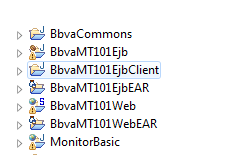 BbvaCommons
BbvaMT101Ejb
BbvaMT101EjbClient
BbvaMT101EjbEAR
BbvaMT101Web
BbvaMT101WebEAR
MonitorBasic